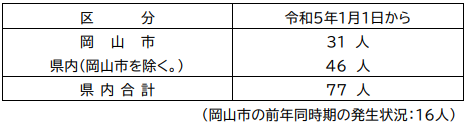 区　　　分　　令和5年1月1日から
岡　山　市　　31　人
県内（岡山市を除く。）　　46　人
県 内 合 計　　77　人
（岡山市の前年同時期の発生状況：16人）